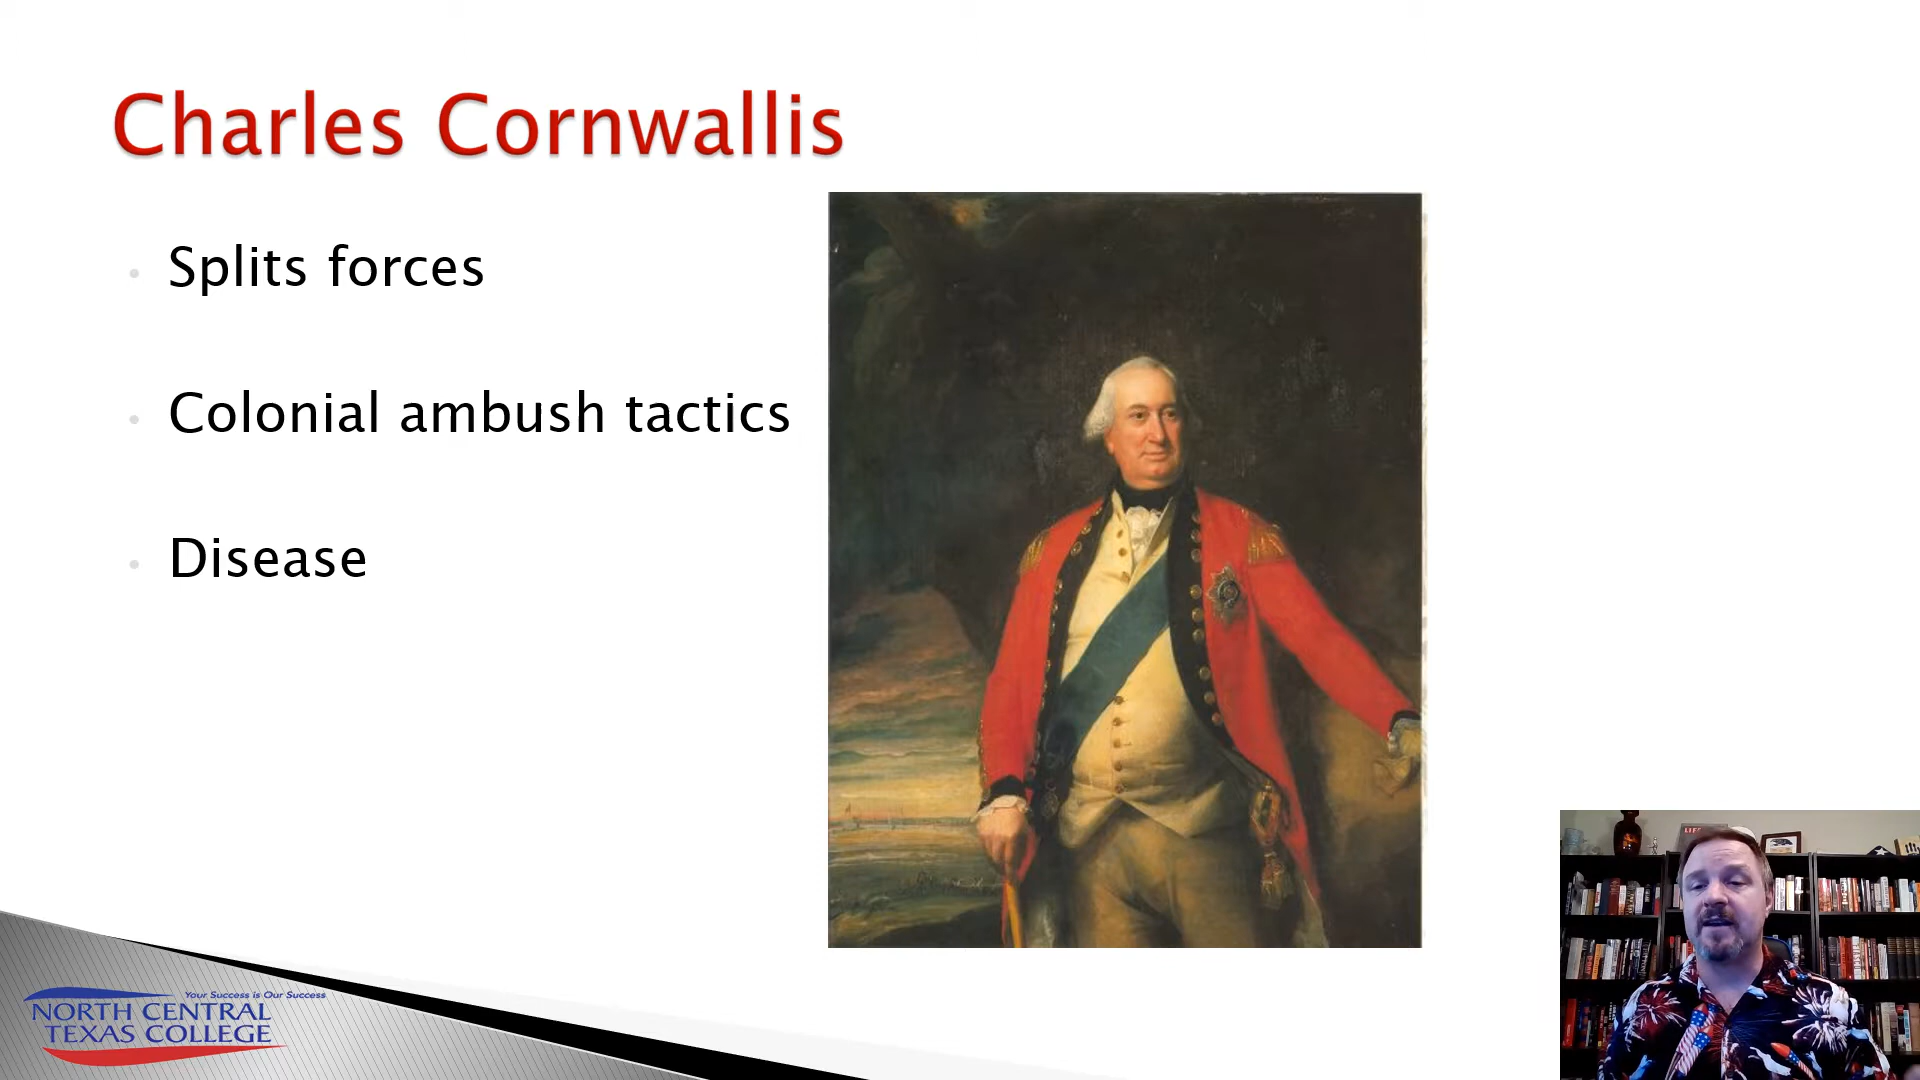 Charles Cornwallis
Splits forces
Colonial ambush tactics
Disease
Your Success is Our Success
NORTH CENTRAL
TEXAS COLLEGE